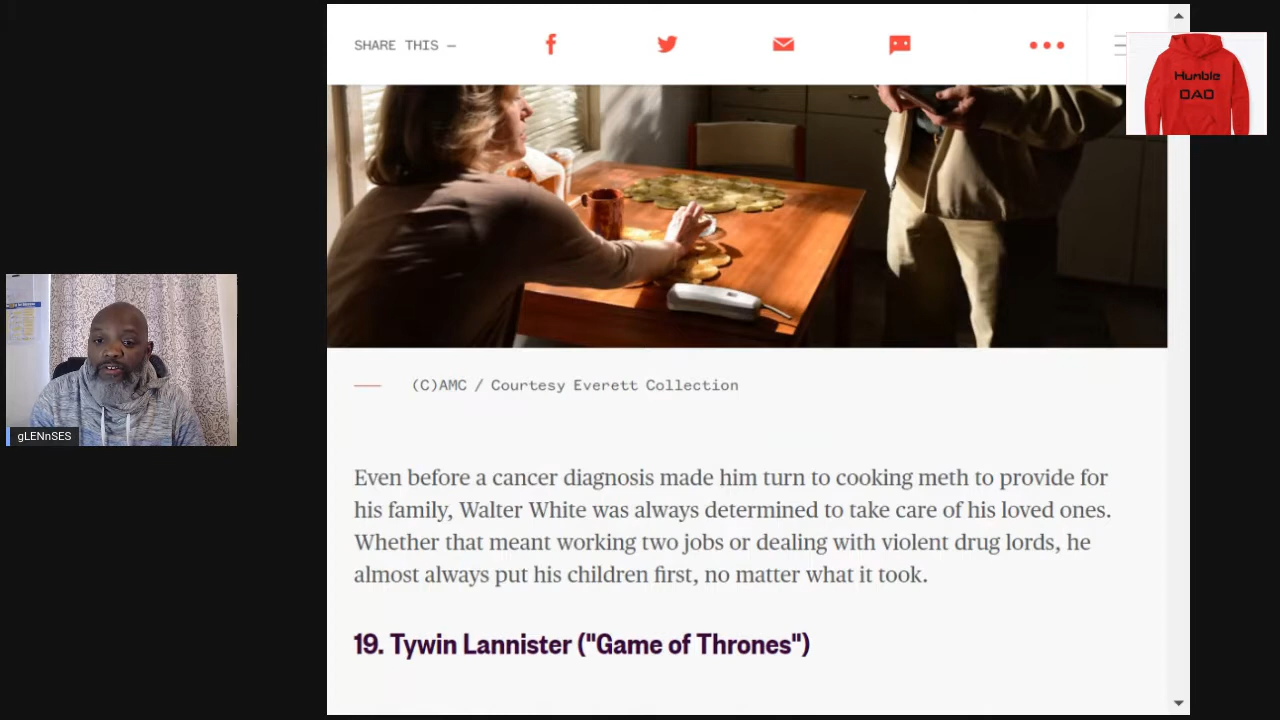 SHARE THIS —
Humble
DAD
(C)AMC / Courtesy Everett Collection
gLENnSES
Even before a cancer diagnosis made him turn to cooking meth to provide for
his family, Walter White was always determined to take care of his loved ones.
Whether that meant working two jobs or dealing with violent drug lords, he
almost always put his children first, no matter what it took.
19. Tywin Lannister ("Game of Thrones")